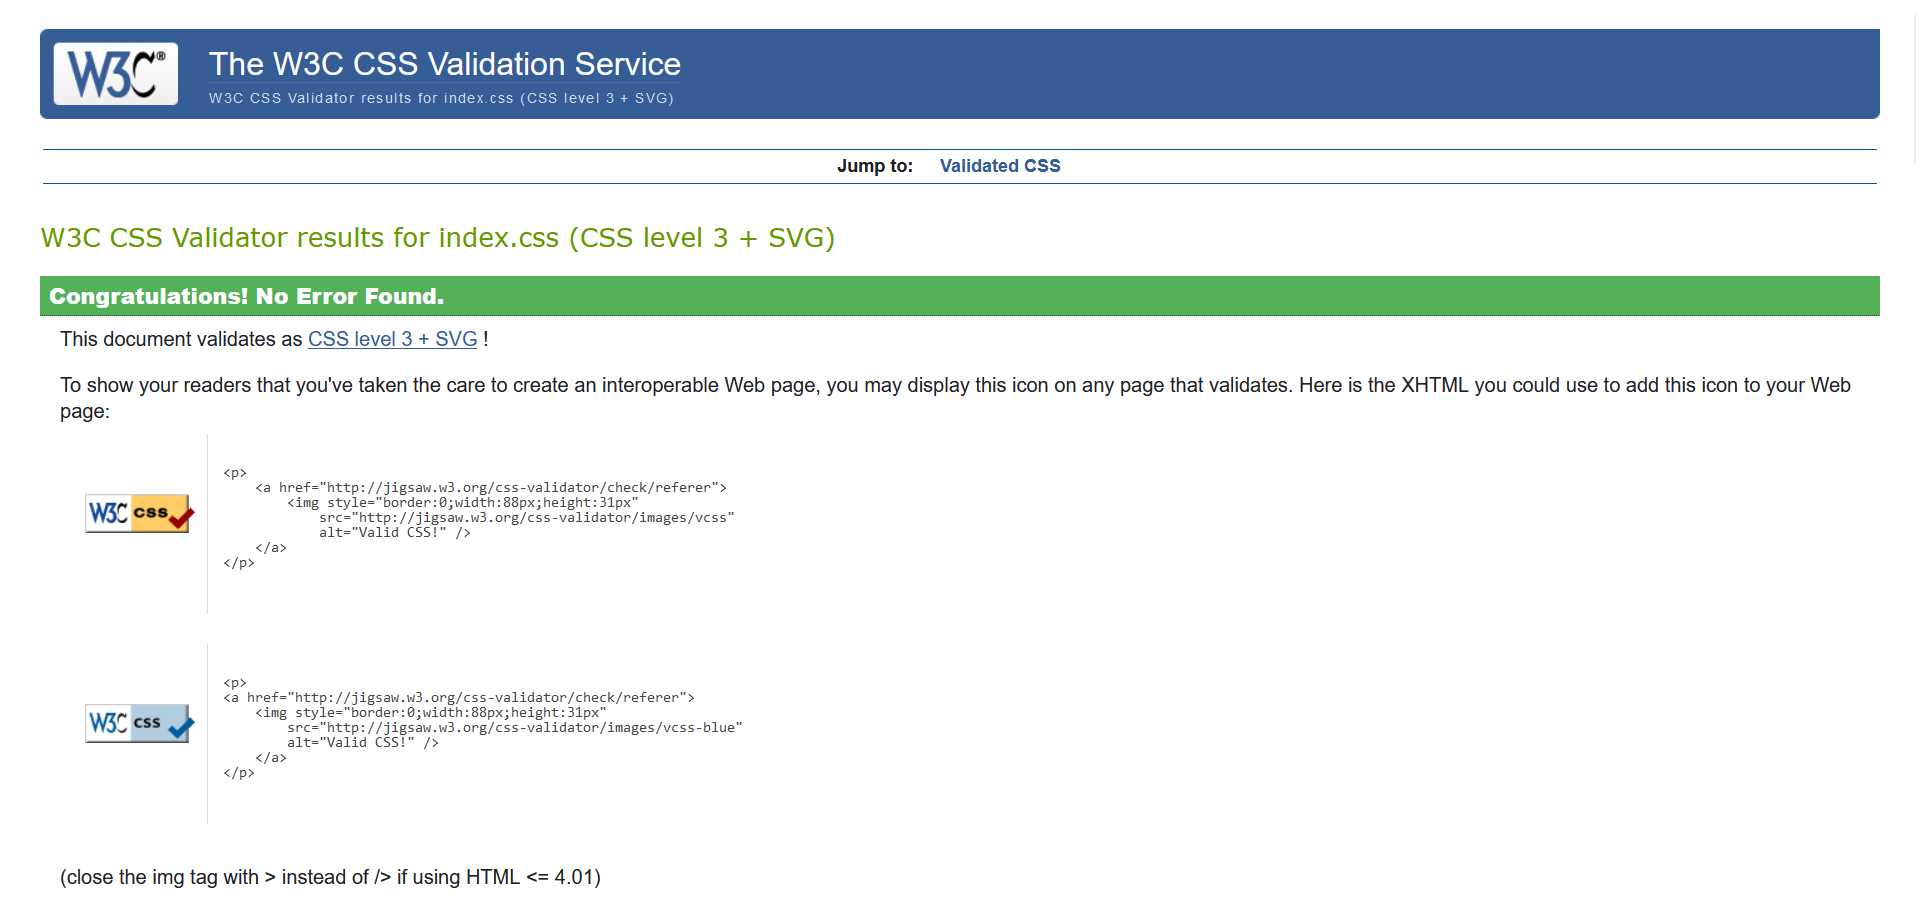 W3C®
The W3C CSS Validation Service
W3C CSS Validator results for index.css (CSS level 3 + SVG)
Jump to: Validated CSS
W3C CSS Validator results for index.css (CSS level 3 + SVG)
Congratulations! No Error Found.
This document validates as CSS level 3 + SVG !
To show your readers that you've taken the care to create an interoperable Web page, you may display this icon on any page that validates. Here is the XHTML you could use to add this icon to your Web
page:
W3C css
<p>
    <a href="http://jigsaw.w3.org/css-validator/check/referer">
        <img style="border:0;width:88px;height:31px"
            src="http://jigsaw.w3.org/css-validator/images/vcss"
            alt="Valid CSS!" />
    </a>
</p>
W3C css
<p>
<a href="http://jigsaw.w3.org/css-validator/check/referer">
    <img style="border:0;width:88px;height:31px"
        src="http://jigsaw.w3.org/css-validator/images/vcss-blue"
        alt="Valid CSS!" />
    </a>
</p>
(close the img tag with > instead of /> if using HTML <= 4.01)